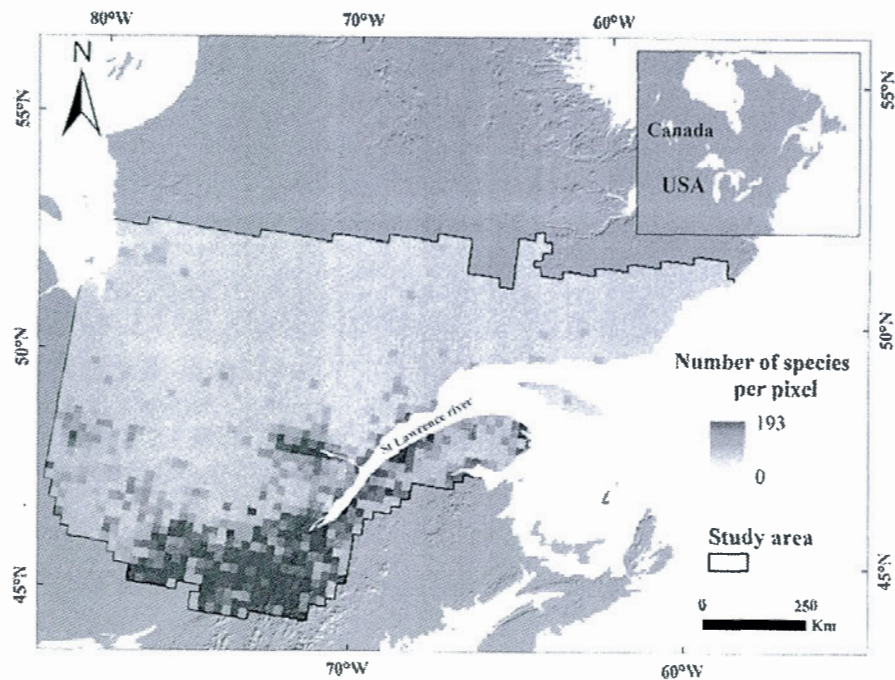 80°W 70°W 60°W
N
55°N 55°N
Canada
USA
50°N 50°N
Number of species
per pixel
193
0
St Lawrence river
Study area
45°N 45°N
0 250
Km
70°W 60°W